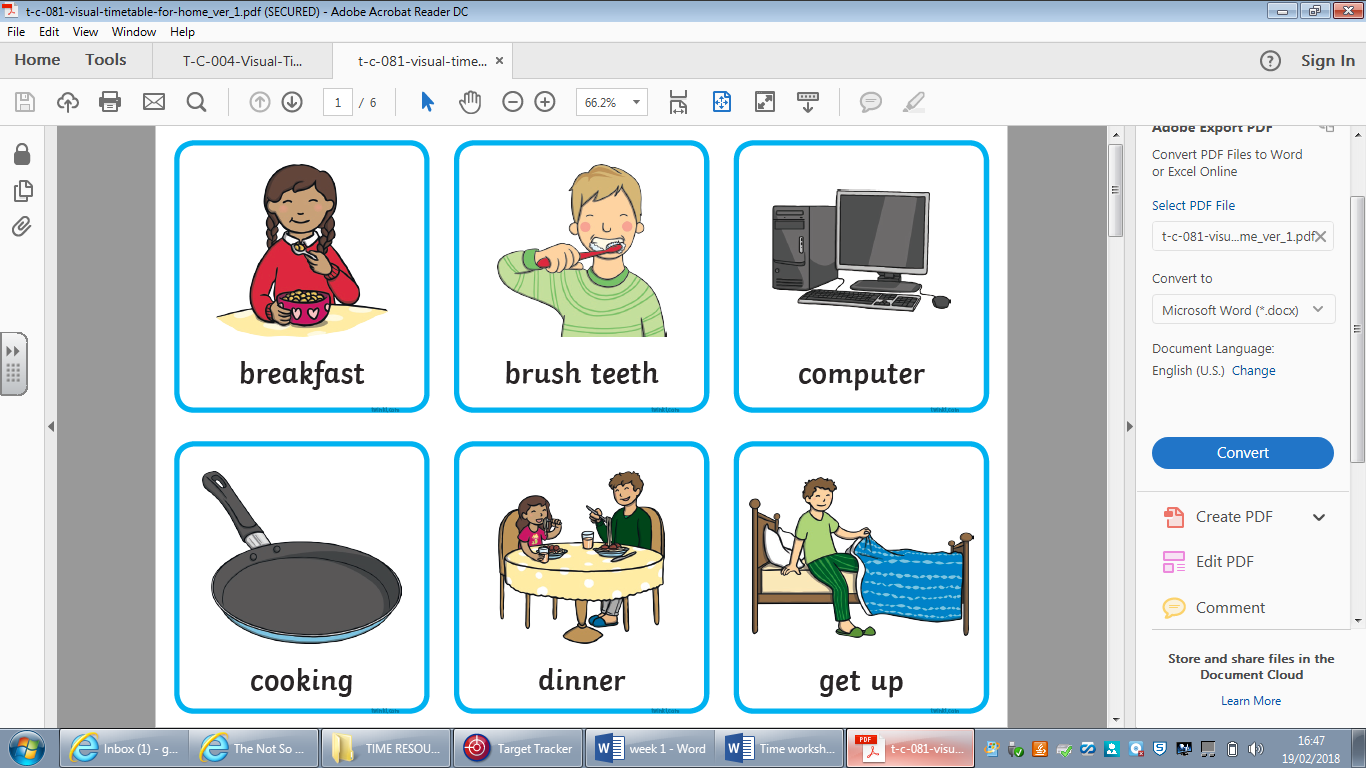 t-c-081-visual-timetable-for-home_ver_1.pdf (SECURED) - Adobe Acrobat Reader DC
File Edit View Window Help
Home Tools T-C-004-Visual-Ti... t-c-081-visual-time... Sign In
1 / 6 66.2%
breakfast
brush teeth
computer
cooking
dinner
get up
Adobe Export PDF
Convert PDF Files to Word
or Excel Online
Select PDF File
t-c-081-visu...me_ver_1.pdf
Convert to
Microsoft Word (*.docx)
Document Language:
English (U.S.) Change
Convert
Create PDF
Edit PDF
Comment
Store and share files in the
Document Cloud
Learn More
Inbox (1) - g... The Not So ... TIME RESOU... Target Tracker week 1 - Word Time worksh... t-c-081-visu...
16:47
19/02/2018